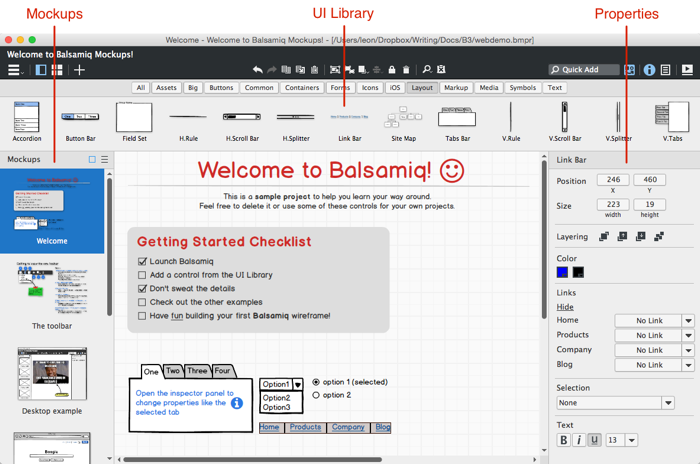 Mockups UI Library Properties
Welcome - Welcome to Balsamiq Mockups! - [/Users/leon/Dropbox/Writing/Docs/B3/webdemo.bmpr]
Welcome to Balsamiq Mockups!
Quick Add
All Assets Big Buttons Common Containers Forms Icons iOS Layout Markup Media Symbols Text
Accordion Button Bar Field Set H.Rule H.Scroll Bar H.Splitter Link Bar Site Map Tabs Bar V.Rule V.Scroll Bar V.Splitter V.Tabs
Mockups
Welcome
The toolbar
Desktop example
Welcome to Balsamiq!
This is a sample project to help you learn your way around.
Feel free to delete it or use some of these controls for your own projects.
Getting Started Checklist
Launch Balsamiq
Add a control from the UI Library
Don't sweat the details
Check out the other examples
Have fun building your first Balsamiq wireframe!
One Two Three Four
Open the inspector panel to
change properties like the
selected tab
Option1
Option2
Option3
option 1 (selected)
option 2
Home Products Company Blog
Link Bar
Position 246 460
X Y
Size 223 19
width height
Layering
Color
Links
Hide
Home No Link
Products No Link
Company No Link
Blog No Link
Selection
None
Text
B i u 13